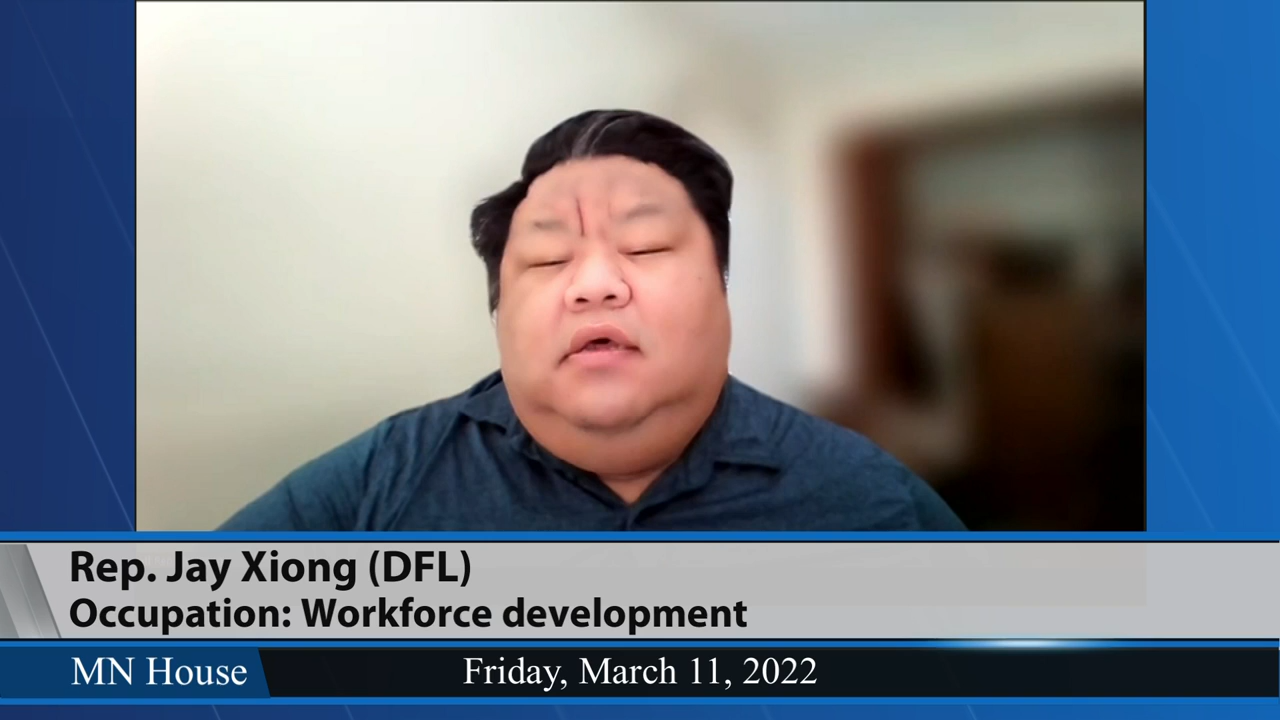 Rep. Jay Xiong (DFL)
Occupation: Workforce development
MN House
Friday, March 11, 2022